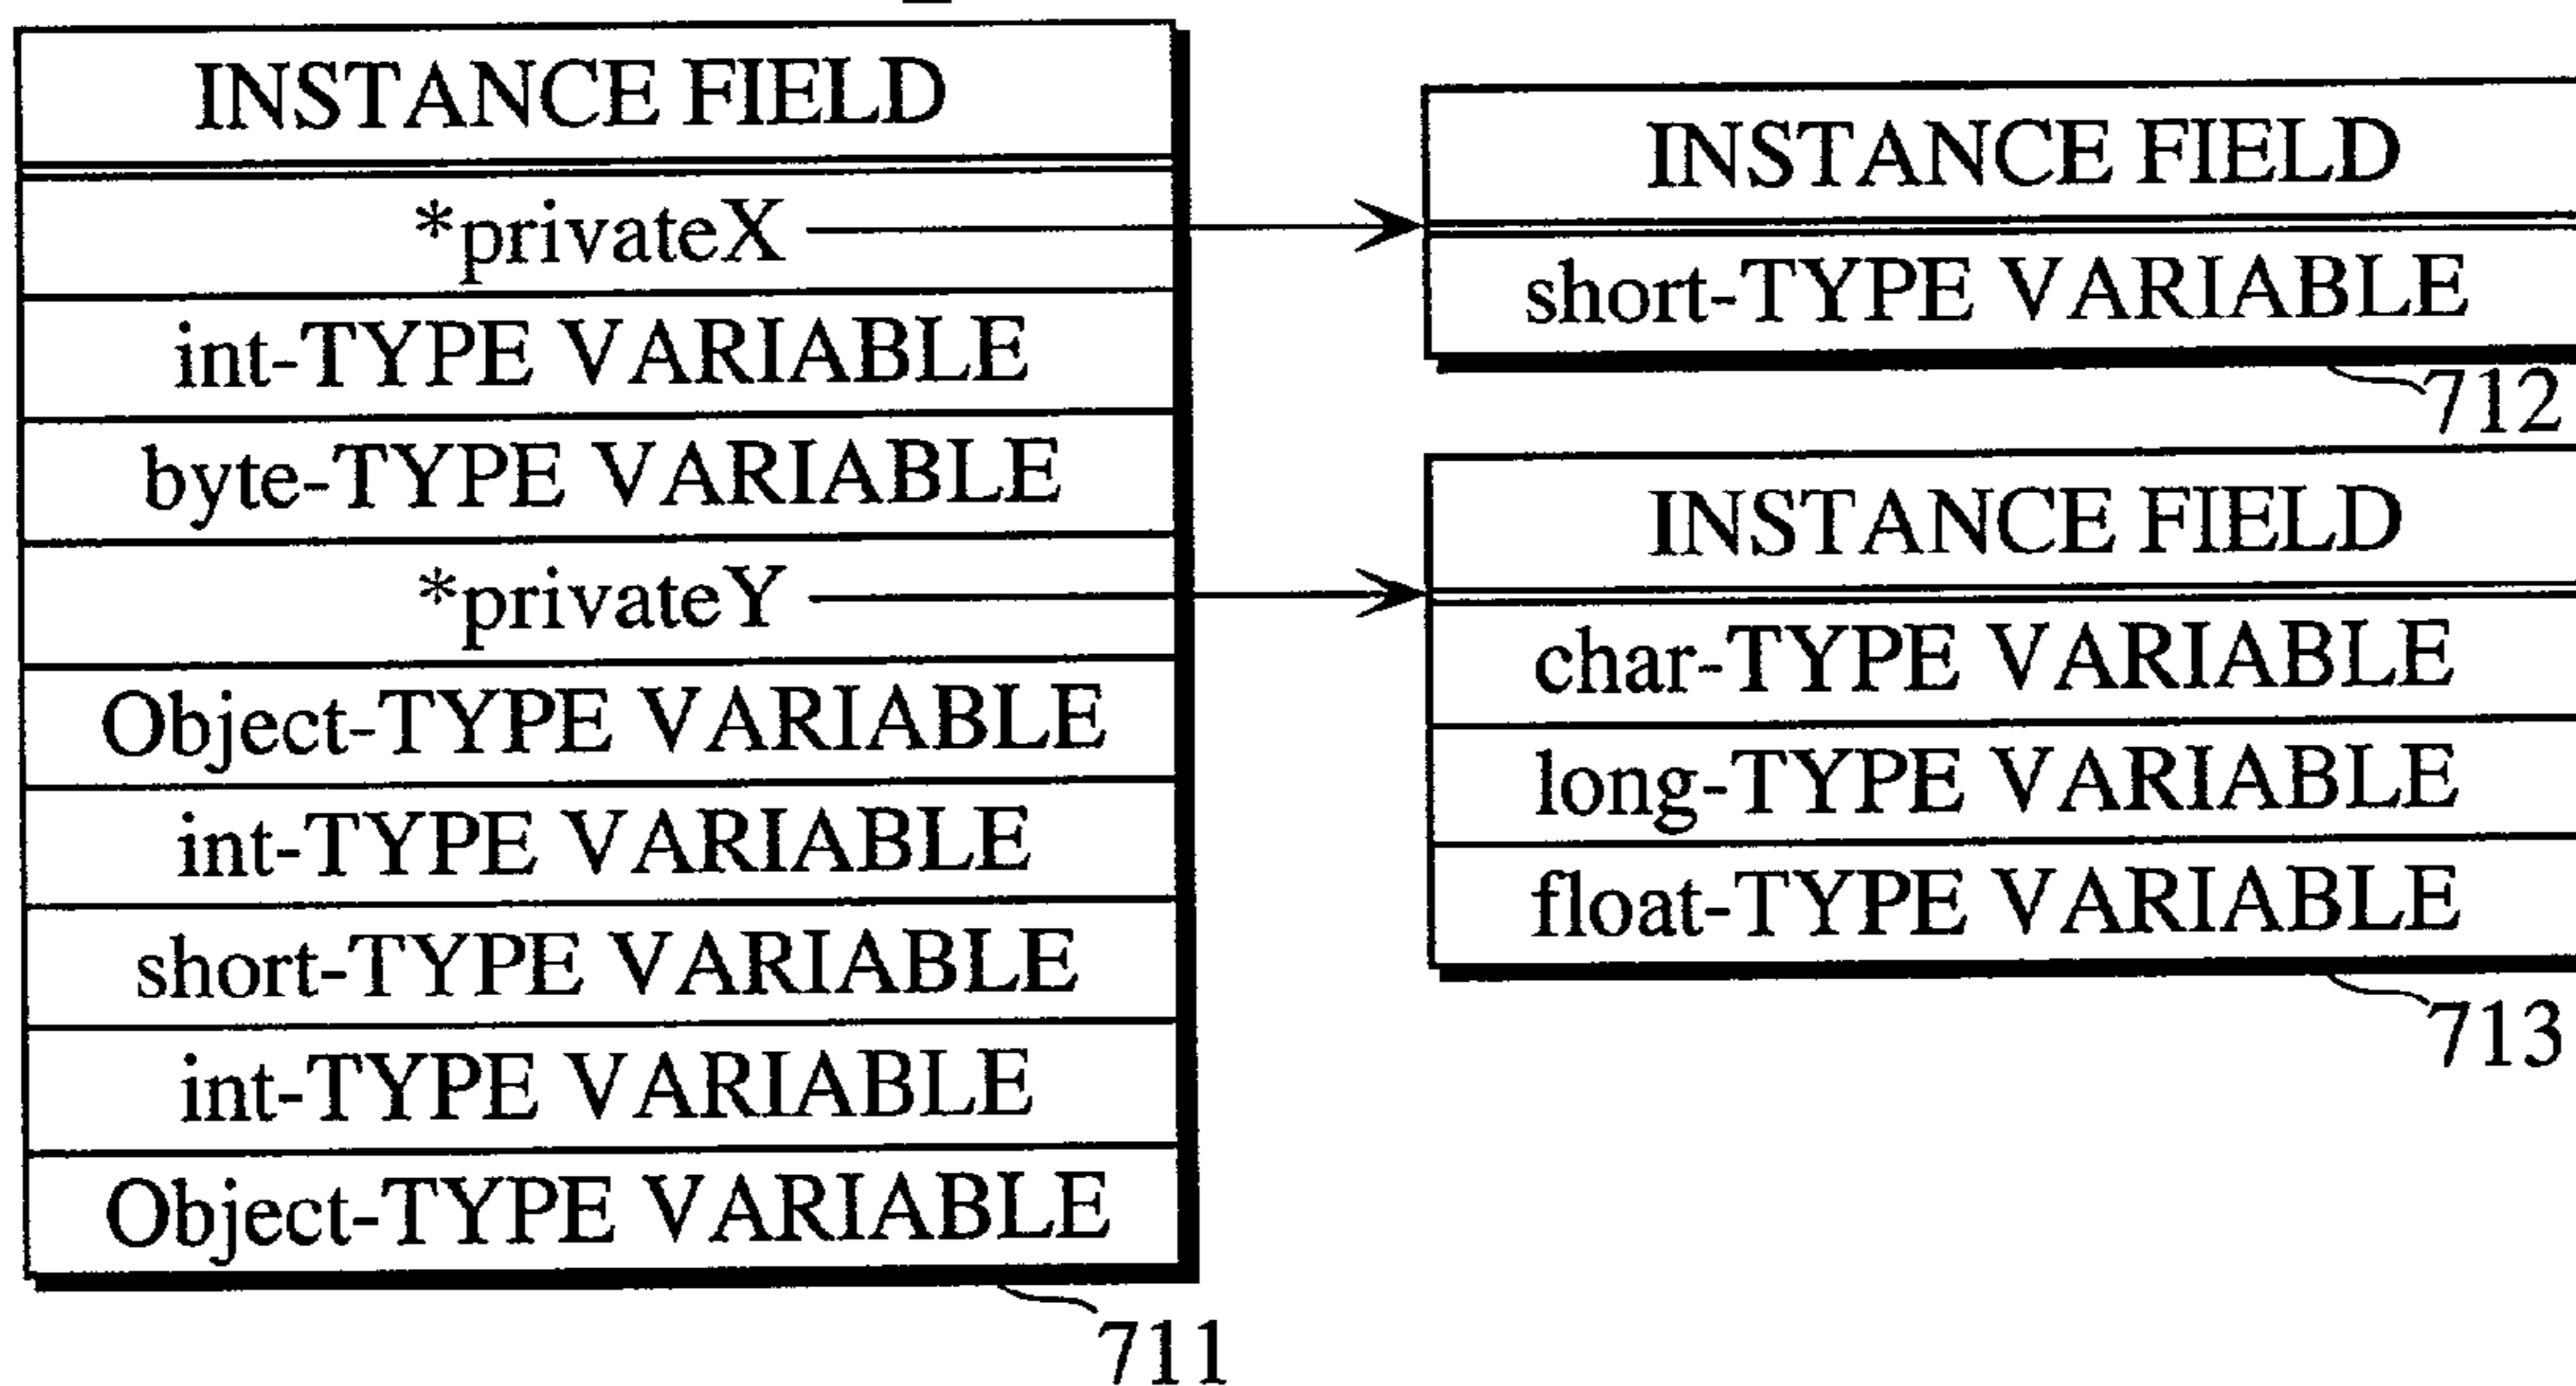 INSTANCE FIELD
*privateX
int-TYPE VARIABLE
byte-TYPE VARIABLE
*privateY
Object-TYPE VARIABLE
int-TYPE VARIABLE
short-TYPE VARIABLE
int-TYPE VARIABLE
Object-TYPE VARIABLE
711
INSTANCE FIELD
short-TYPE VARIABLE
712
INSTANCE FIELD
char-TYPE VARIABLE
long-TYPE VARIABLE
float-TYPE VARIABLE
713